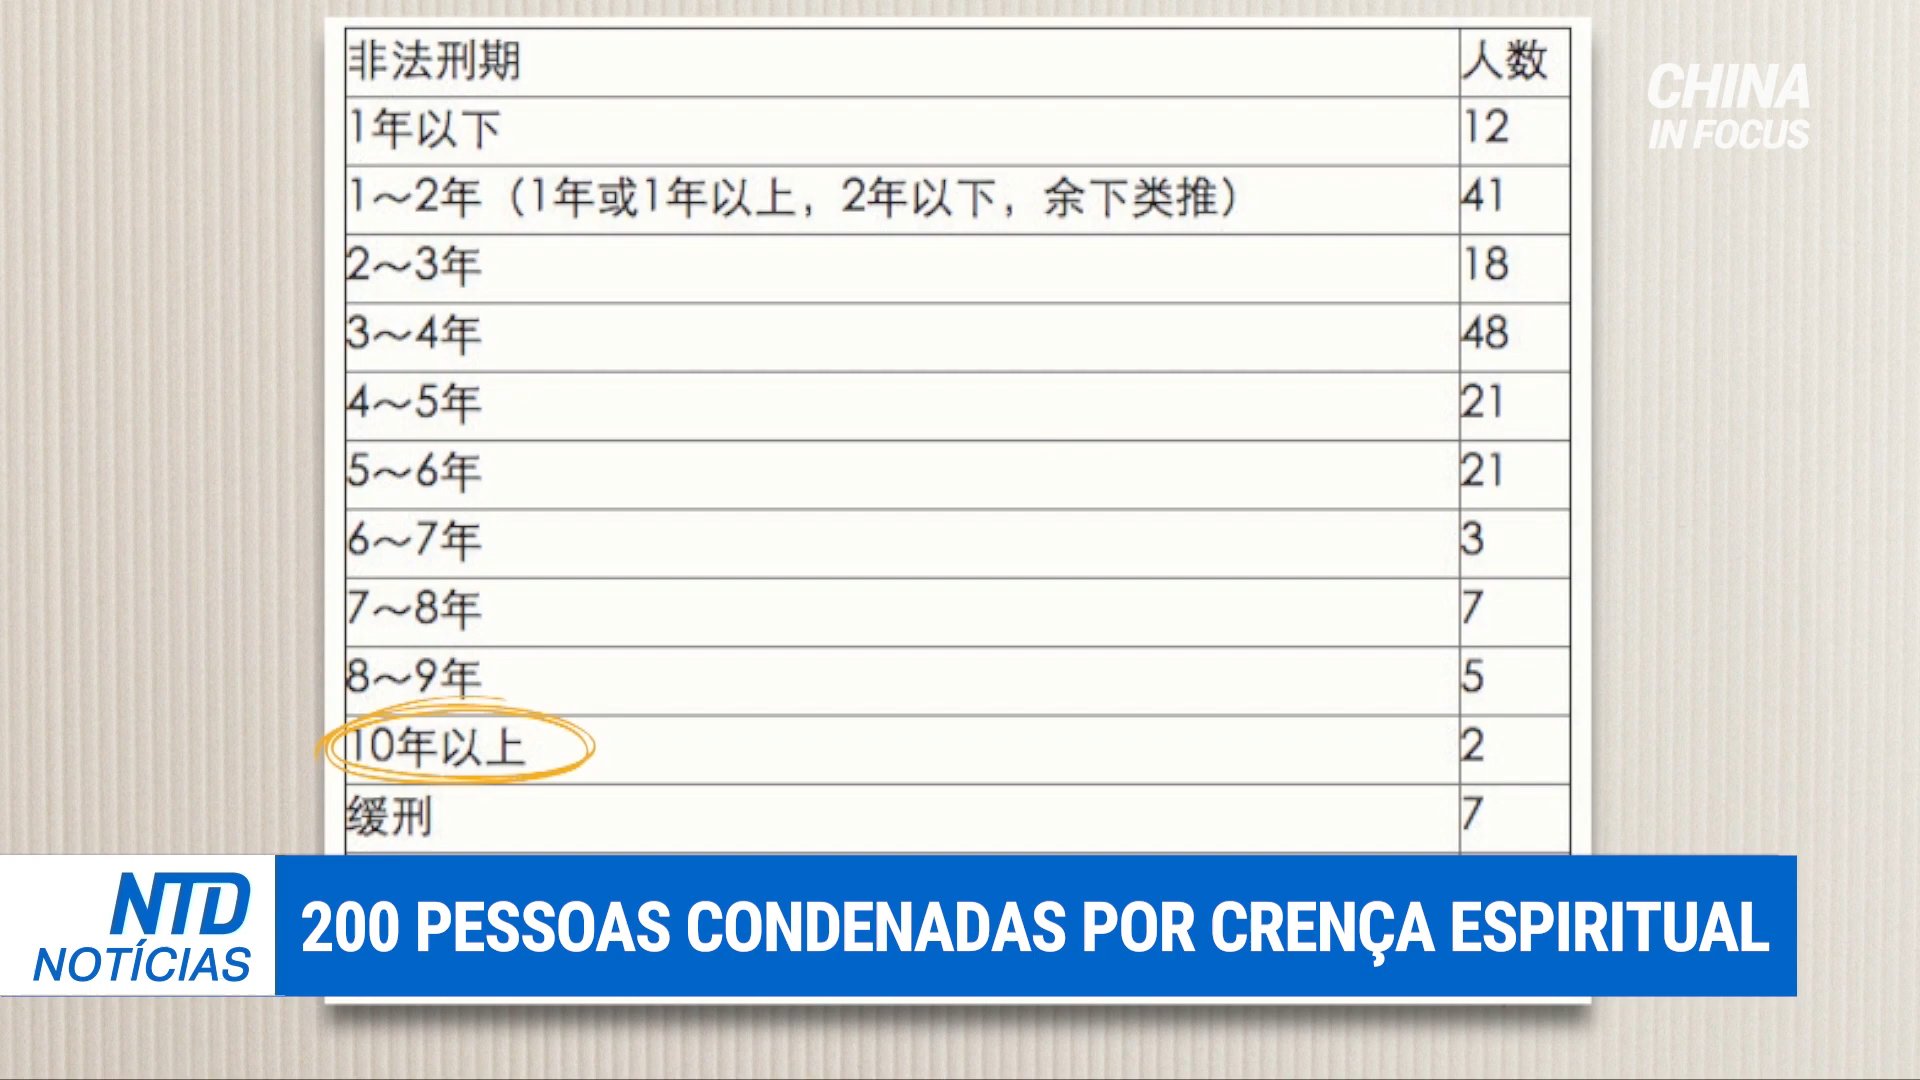 非法刑期 人数
1年以下 12
1～2年（1年或1年以上，2年以下，余下类推） 41
2～3年 18
3～4年 48
4～5年 21
5～6年 21
6～7年 3
7～8年 7
8～9年 5
10年以上 2
缓刑 7
CHINA
IN FOCUS
NTD
NOTÍCIAS
200 PESSOAS CONDENADAS POR CRENÇA ESPIRITUAL